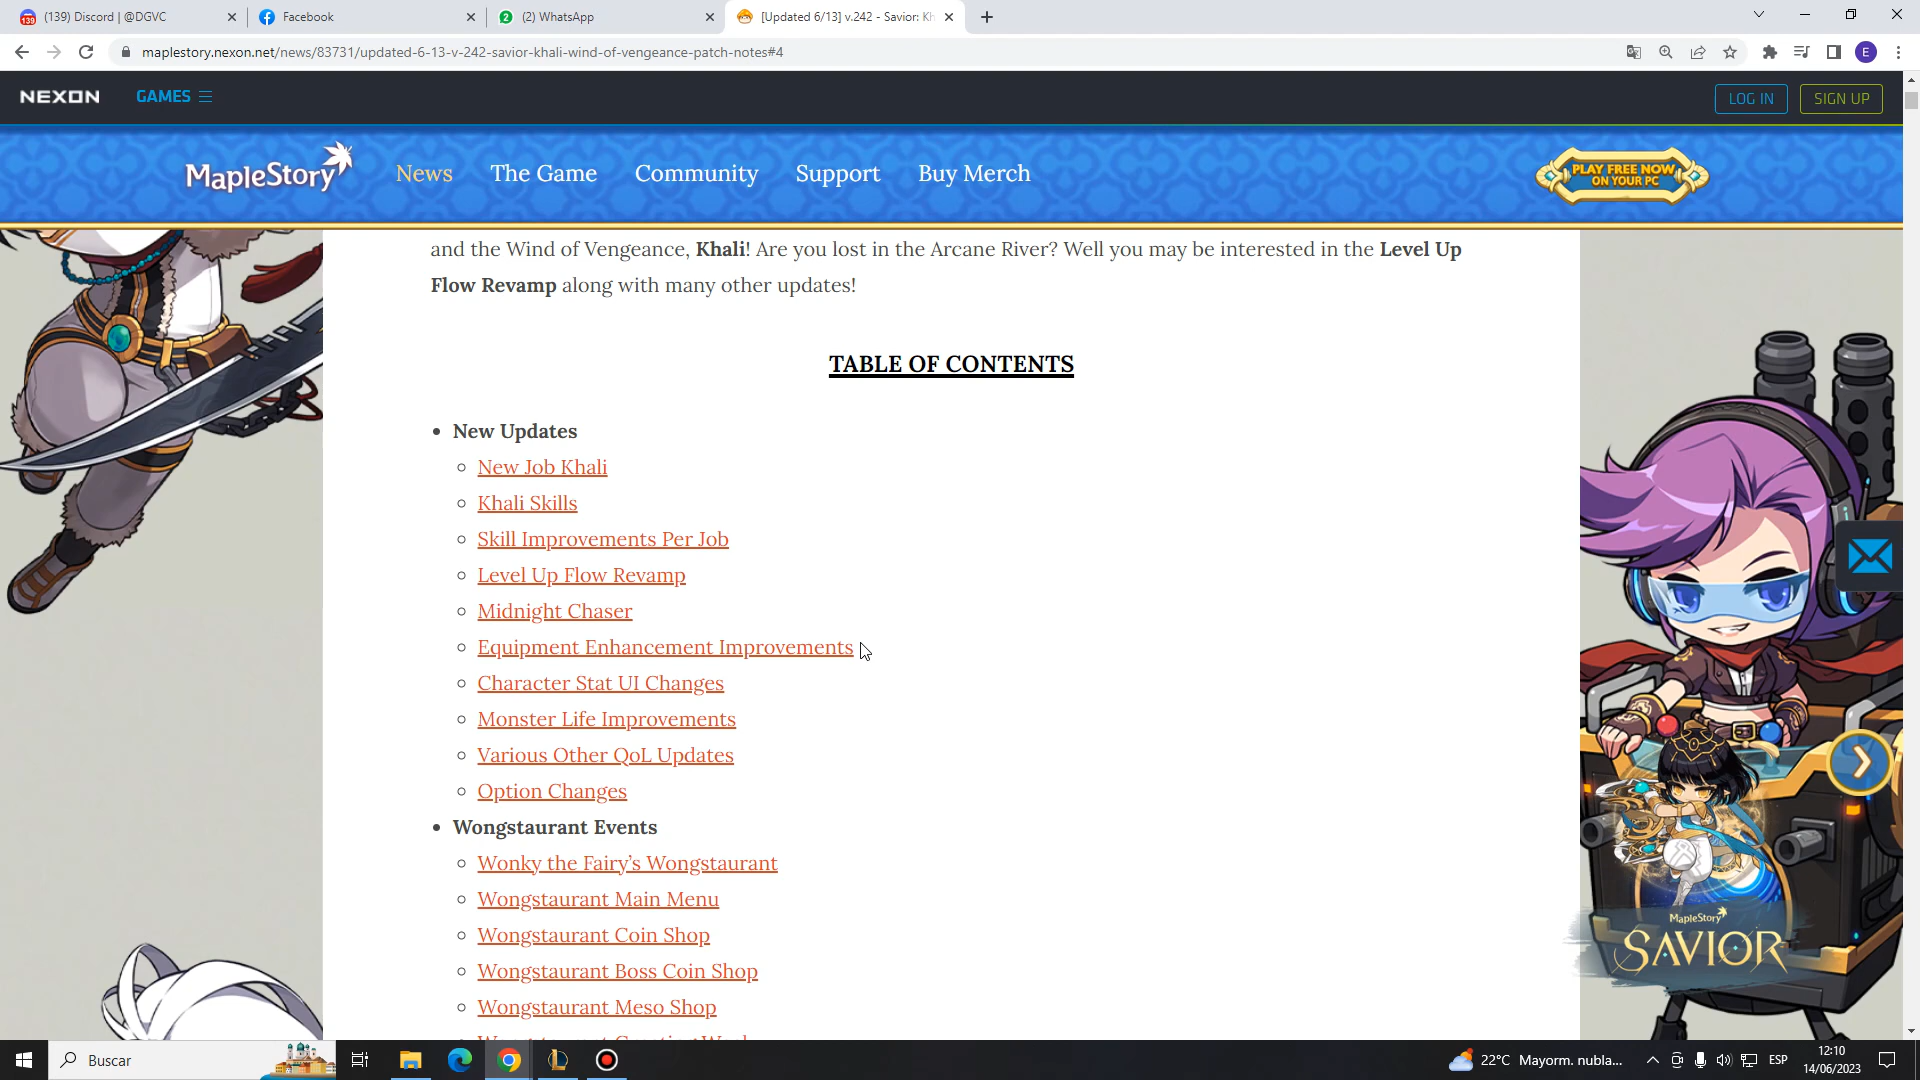 (139) Discord | @DGVC
Facebook
(2) WhatsApp
[Updated 6/13] v.242 - Savior: Kh
maplestory.nexon.net/news/83731/updated-6-13-v-242-savior-khali-wind-of-vengeance-patch-notes#4
E
NEXON
GAMES
LOG IN
SIGN UP
MapleStory
News
The Game
Community
Support
Buy Merch
PLAY FREE NOW
ON YOUR PC
and the Wind of Vengeance, Khali! Are you lost in the Arcane River? Well you may be interested in the Level Up
Flow Revamp along with many other updates!
TABLE OF CONTENTS
New Updates
New Job Khali
Khali Skills
Skill Improvements Per Job
Level Up Flow Revamp
Midnight Chaser
Equipment Enhancement Improvements
Character Stat UI Changes
Monster Life Improvements
Various Other QoL Updates
Option Changes
Wongstaurant Events
Wonky the Fairy’s Wongstaurant
Wongstaurant Main Menu
Wongstaurant Coin Shop
Wongstaurant Boss Coin Shop
Wongstaurant Meso Shop
MapleStory
SAVIOR
Buscar
22°C Mayorm. nubla...
ESP
12:10
14/06/2023